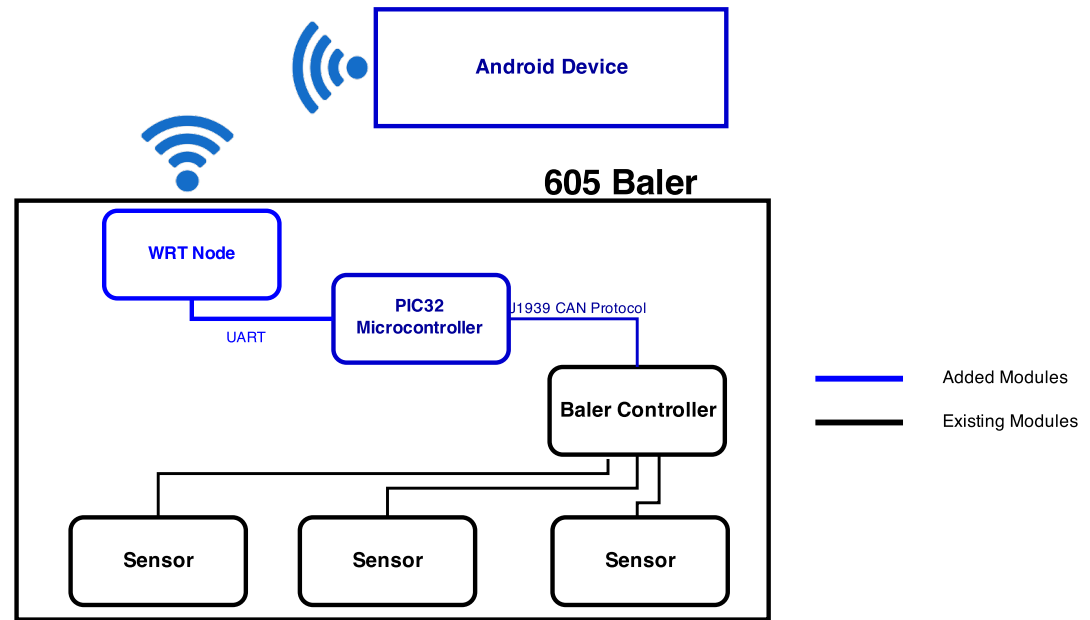 Android Device
605 Baler
WRT Node
PIC32
Microcontroller
J1939 CAN Protocol
UART
Baler Controller
Added Modules
Existing Modules
Sensor
Sensor
Sensor